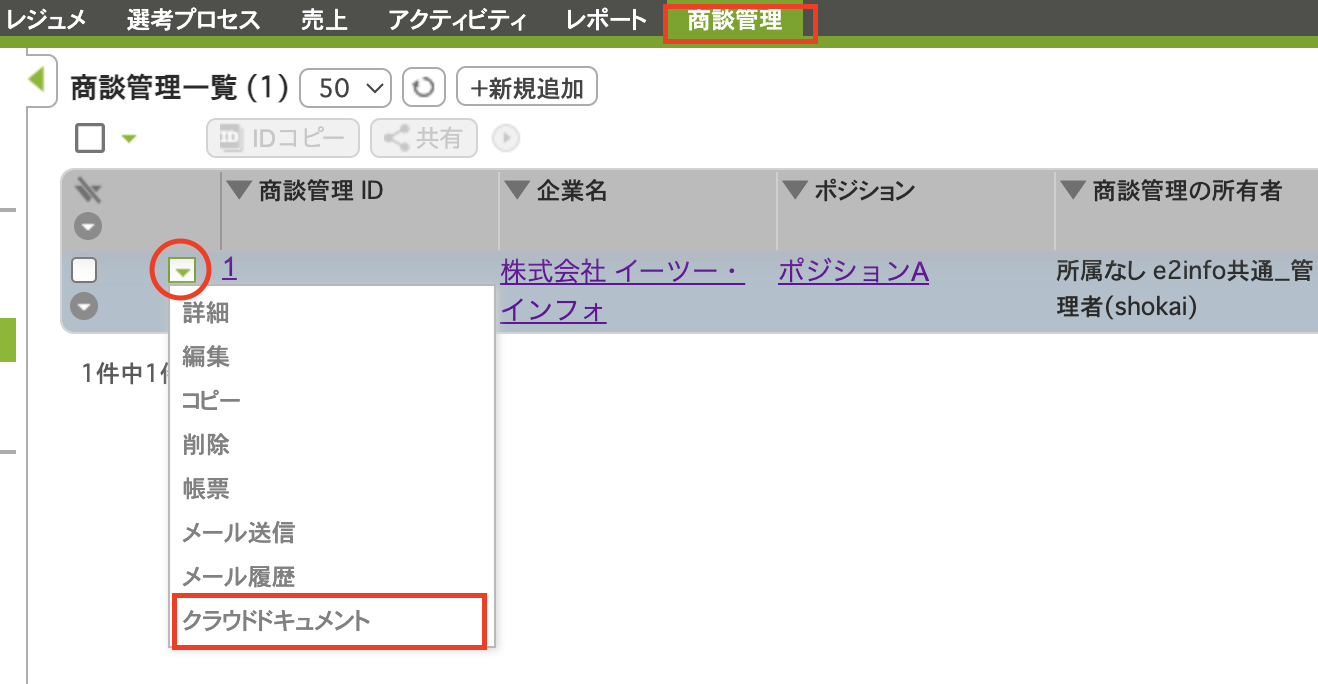 レジュメ 選考プロセス 売上 アクティビティ レポート 商談管理
商談管理一覧 (1) 50 +新規追加
IDコピー 共有
商談管理 ID 企業名 ポジション 商談管理の所有者
1 株式会社 イーツー・ ポジションA 所属なし e2info共通_管
インフォ 理者(shokai)
詳細
編集
1件中1
コピー
削除
帳票
メール送信
メール履歴
クラウドドキュメント